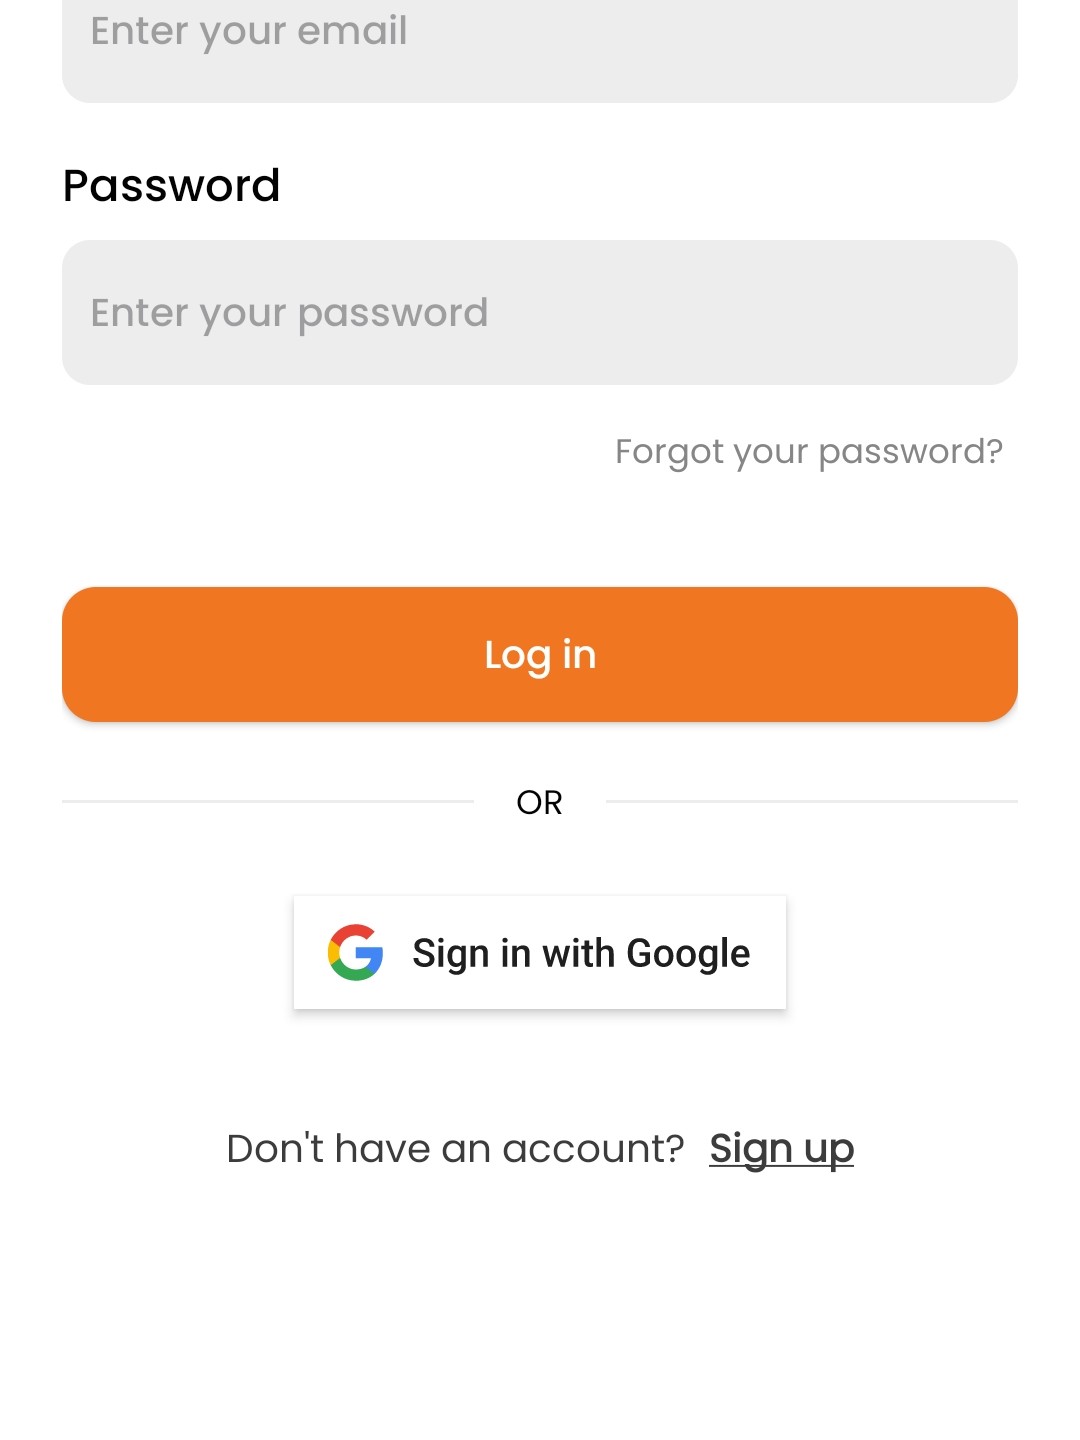 Enter your email
Password
Enter your password
Forgot your password?
Log in
OR
Sign in with Google
Don't have an account? Sign up